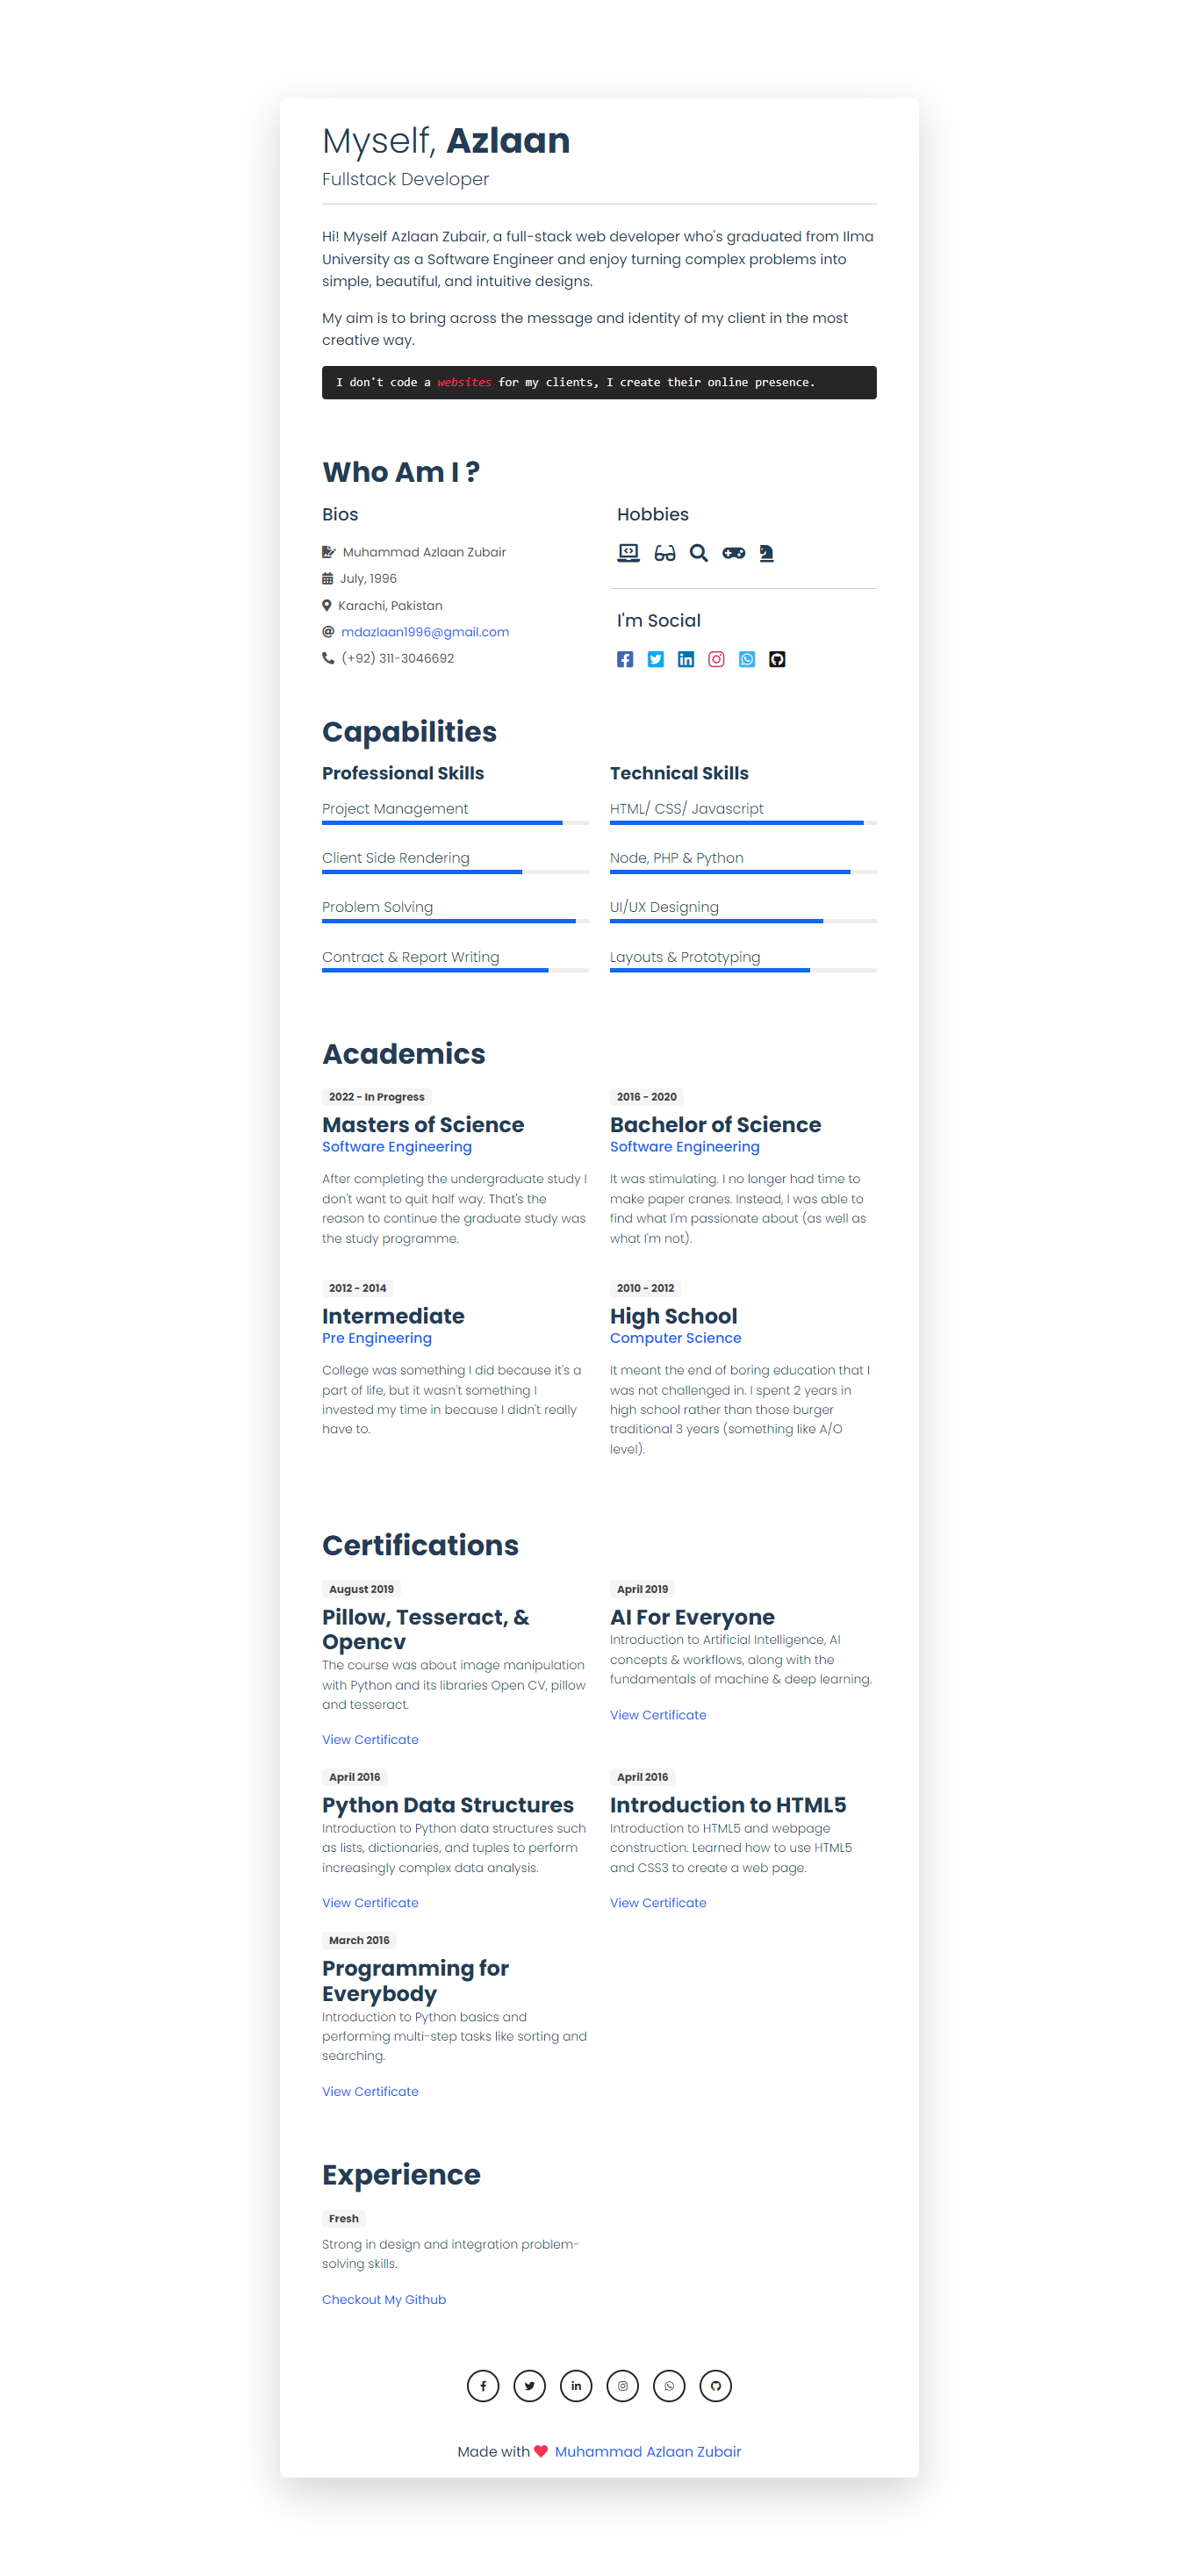 Myself, Azlaan
Fullstack Developer
Hi! Myself Azlaan Zubair, a full-stack web developer who's graduated from Ilma
University as a Software Engineer and enjoy turning complex problems into
simple, beautiful, and intuitive designs.
My aim is to bring across the message and identity of my client in the most
creative way.
I don't code a websites for my clients, I create their online presence.
Who Am I ?
Bios
Muhammad Azlaan Zubair
July, 1996
Karachi, Pakistan
mdazlaan1996@gmail.com
(+92) 311-3046692
Hobbies
I'm Social
Capabilities
Professional Skills
Project Management
Client Side Rendering
Problem Solving
Contract & Report Writing
Technical Skills
HTML/ CSS/ Javascript
Node, PHP & Python
UI/UX Designing
Layouts & Prototyping
Academics
2022 - In Progress
Masters of Science
Software Engineering
After completing the undergraduate study I
don't want to quit half way. That's the
reason to continue the graduate study was
the study programme.
2016 - 2020
Bachelor of Science
Software Engineering
It was stimulating. I no longer had time to
make paper cranes. Instead, I was able to
find what I'm passionate about (as well as
what I'm not).
2012 - 2014
Intermediate
Pre Engineering
College was something I did because it's a
part of life, but it wasn't something I
invested my time in because I didn't really
have to.
2010 - 2012
High School
Computer Science
It meant the end of boring education that I
was not challenged in. I spent 2 years in
high school rather than those burger
traditional 3 years (something like A/O
level).
Certifications
August 2019
Pillow, Tesseract, &
Opencv
The course was about image manipulation
with Python and its libraries Open CV, pillow
and tesseract.
View Certificate
April 2019
AI For Everyone
Introduction to Artificial Intelligence, AI
concepts & workflows, along with the
fundamentals of machine & deep learning.
View Certificate
April 2016
Python Data Structures
Introduction to Python data structures such
as lists, dictionaries, and tuples to perform
increasingly complex data analysis.
View Certificate
April 2016
Introduction to HTML5
Introduction to HTML5 and webpage
construction. Learned how to use HTML5
and CSS3 to create a web page.
View Certificate
March 2016
Programming for
Everybody
Introduction to Python basics and
performing multi-step tasks like sorting and
searching.
View Certificate
Experience
Fresh
Strong in design and integration problem-
solving skills.
Checkout My Github
Made with Muhammad Azlaan Zubair